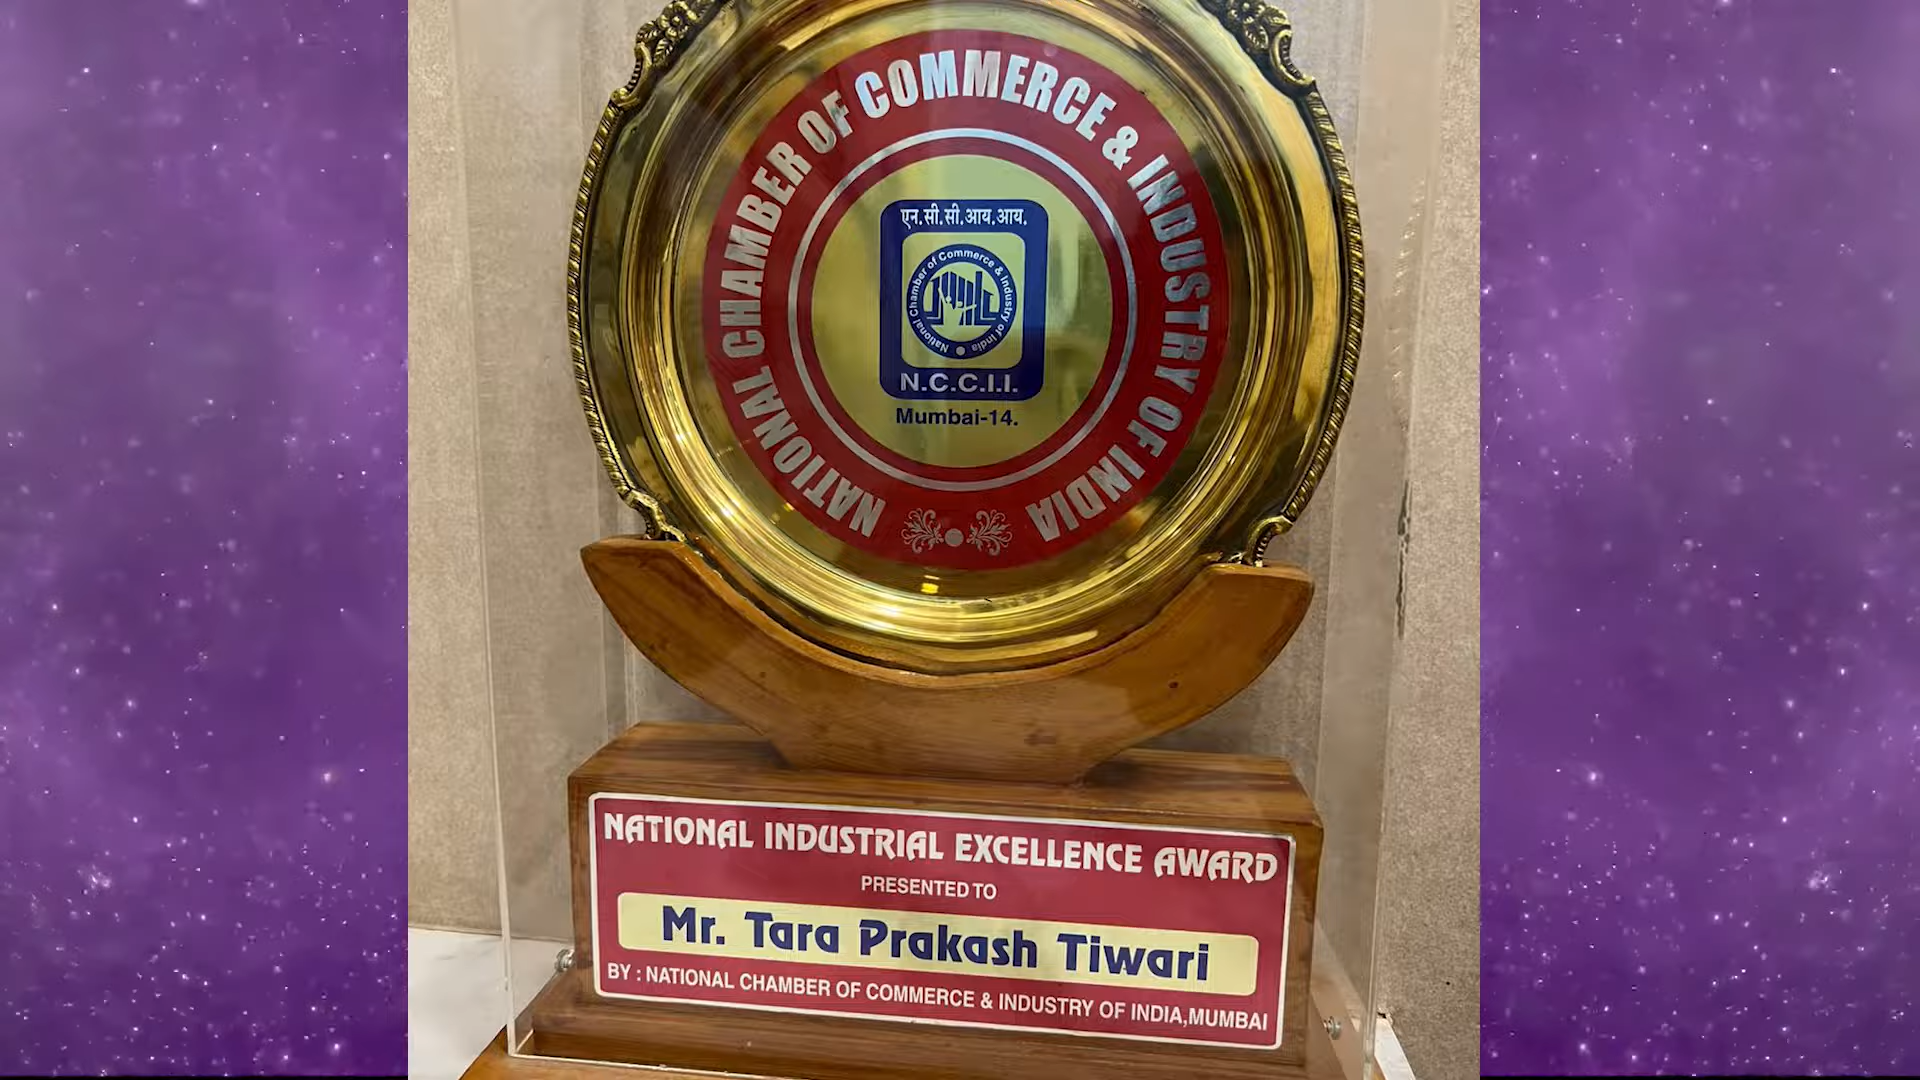 NATIONAL CHAMBER OF COMMERCE & INDUSTRY OF INDIA
एन.सी.सी.आय.आय.
National Chamber of Commerce & Industry of India
N.C.C.I.I.
Mumbai-14.
NATIONAL INDUSTRIAL EXCELLENCE AWARD
PRESENTED TO
Mr. Tara Prakash Tiwari
BY : NATIONAL CHAMBER OF COMMERCE & INDUSTRY OF INDIA,MUMBAI